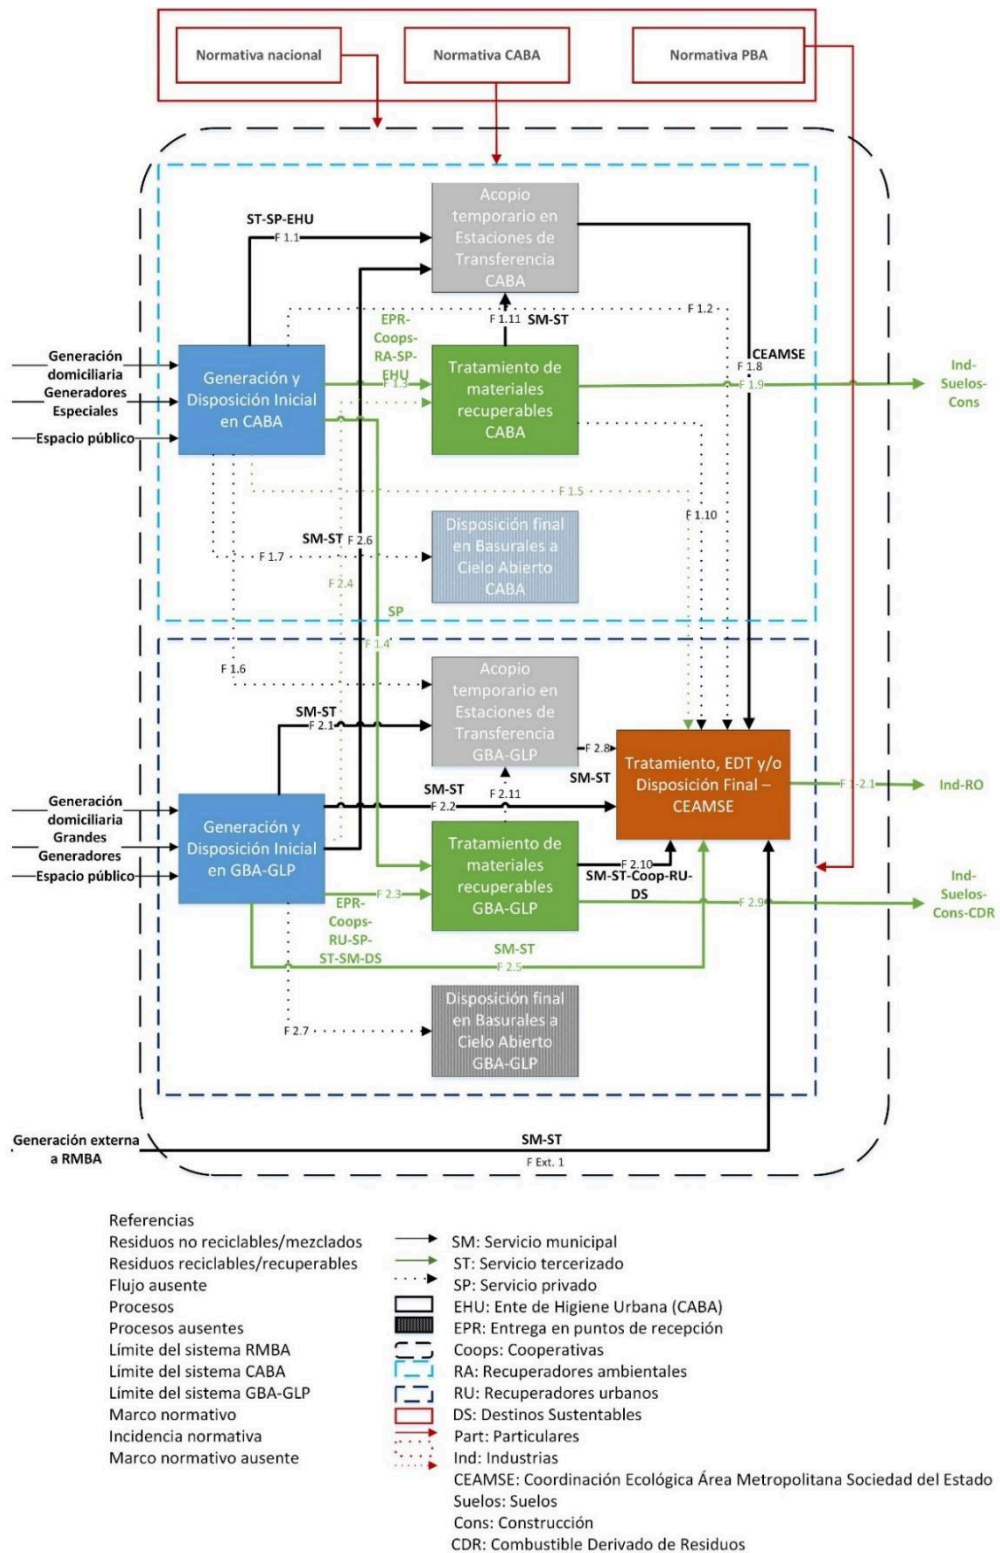 Normativa nacional
Normativa CABA
Normativa PBA
Acopio
temporario en
Estaciones de
Transferencia
CABA
ST-SP-EHU
F 1.1
F 1.2
F 1.11
SM-ST
EPR-
Coops-
RA-SP-
EHU
F 1.3
CEAMSE
F 1.8
Generación
domiciliaria
Generadores
Especiales
Espacio público
Generación y
Disposición Inicial
en CABA
Tratamiento de
materiales
recuperables
CABA
F 1.9
Ind-
Suelos-
Cons
F 1.5
F 1.10
SM-ST
F 2.6
F 1.7
F 2.4
Disposición final
en Basurales a
Cielo Abierto
CABA
SP
F 1.4
F 1.6
Acopio
temporario en
Estaciones de
Transferencia
GBA-GLP
SM-ST
F 2.1
F 2.8
SM-ST
Tratamiento, EDT y/o
Disposición Final –
CEAMSE
F 1-2.1
Ind-RO
SM-ST
F 2.2
F 2.11
Generación
domiciliaria
Grandes
Generadores
Espacio público
Generación y
Disposición Inicial
en GBA-GLP
Tratamiento de
materiales
recuperables
GBA-GLP
F 2.10
SM-ST-Coop-RU-
DS
F 2.3
F 2.9
Ind-
Suelos-
Cons-CDR
EPR-
Coops-
RU-SP-
ST-SM-DS
SM-ST
F 2.5
F 2.7
Disposición final
en Basurales a
Cielo Abierto
GBA-GLP
Generación externa
a RMBA
SM-ST
F Ext. 1
Referencias
Residuos no reciclables/mezclados
Residuos reciclables/recuperables
Flujo ausente
Procesos
Procesos ausentes
Límite del sistema RMBA
Límite del sistema CABA
Límite del sistema GBA-GLP
Marco normativo
Incidencia normativa
Marco normativo ausente
SM: Servicio municipal
ST: Servicio tercerizado
SP: Servicio privado
EHU: Ente de Higiene Urbana (CABA)
EPR: Entrega en puntos de recepción
Coops: Cooperativas
RA: Recuperadores ambientales
RU: Recuperadores urbanos
DS: Destinos Sustentables
Part: Particulares
Ind: Industrias
CEAMSE: Coordinación Ecológica Área Metropolitana Sociedad del Estado
Suelos: Suelos
Cons: Construcción
CDR: Combustible Derivado de Residuos